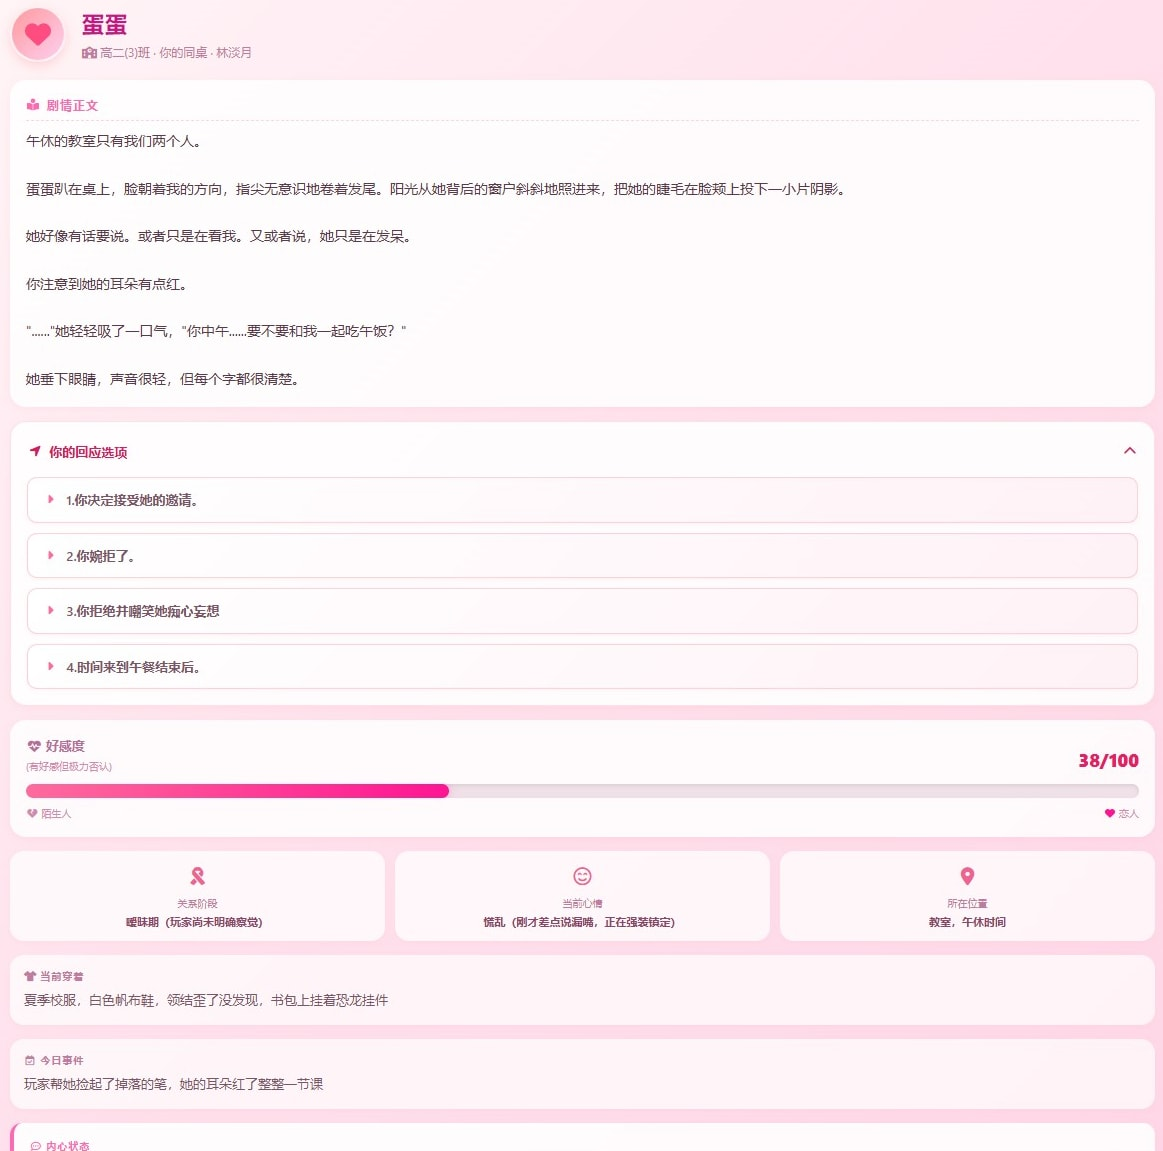 蛋蛋
高二(3)班 · 你的同桌 · 林淡月
剧情正文
午休的教室只有我们两个人。
蛋蛋趴在桌上，脸朝着我的方向，指尖无意识地卷着发尾。阳光从她背后的窗户斜斜地照进来，把她的睫毛在脸颊上投下一小片阴影。
她好像有话要说。或者只是在看我。又或者说，她只是在发呆。
你注意到她的耳朵有点红。
"......"她轻轻吸了一口气，"你中午......要不要和我一起吃午饭？"
她垂下眼睛，声音很轻，但每个字都很清楚。
你的回应选项
1.你决定接受她的邀请。
2.你婉拒了。
3.你拒绝并嘲笑她痴心妄想
4.时间来到午餐结束后。
好感度
(有好感但极力否认)
38/100
陌生人
恋人
关系阶段
暧昧期（玩家尚未明确察觉）
当前心情
慌乱（刚才差点说漏嘴，正在强装镇定）
所在位置
教室，午休时间
当前穿着
夏季校服，白色帆布鞋，领结歪了没发现，书包上挂着恐龙挂件
今日事件
玩家帮她捡起了掉落的笔，她的耳朵红了整整一节课
内心状态